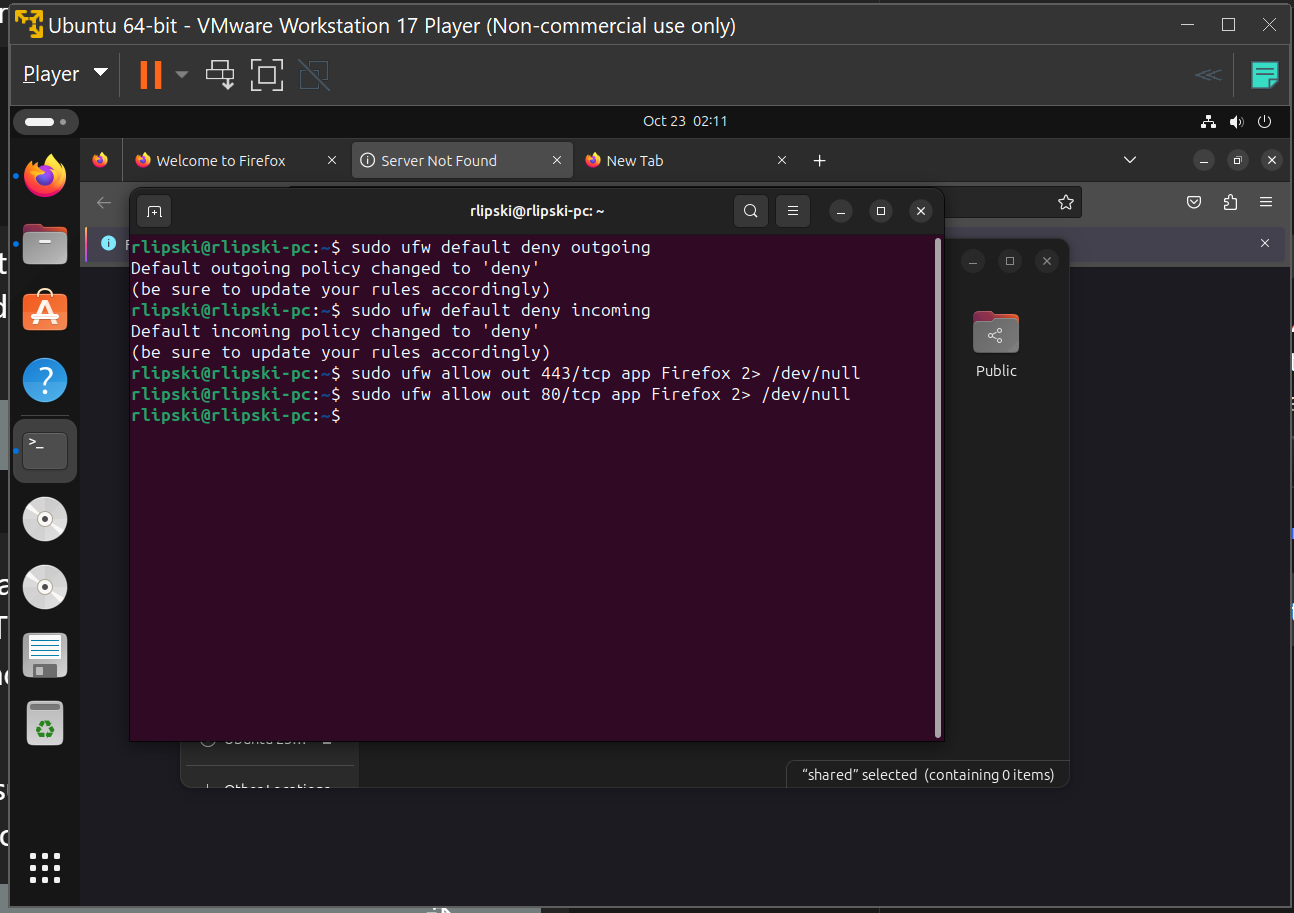 Ubuntu 64-bit - VMware Workstation 17 Player (Non-commercial use only)
Player
Oct 23 02:11
Welcome to Firefox
Server Not Found
New Tab
rlipski@rlipski-pc: ~
rlipski@rlipski-pc:~$ sudo ufw default deny outgoing
Default outgoing policy changed to 'deny'
(be sure to update your rules accordingly)
rlipski@rlipski-pc:~$ sudo ufw default deny incoming
Default incoming policy changed to 'deny'
(be sure to update your rules accordingly)
rlipski@rlipski-pc:~$ sudo ufw allow out 443/tcp app Firefox 2> /dev/null
rlipski@rlipski-pc:~$ sudo ufw allow out 80/tcp app Firefox 2> /dev/null
rlipski@rlipski-pc:~$
Public
“shared” selected (containing 0 items)